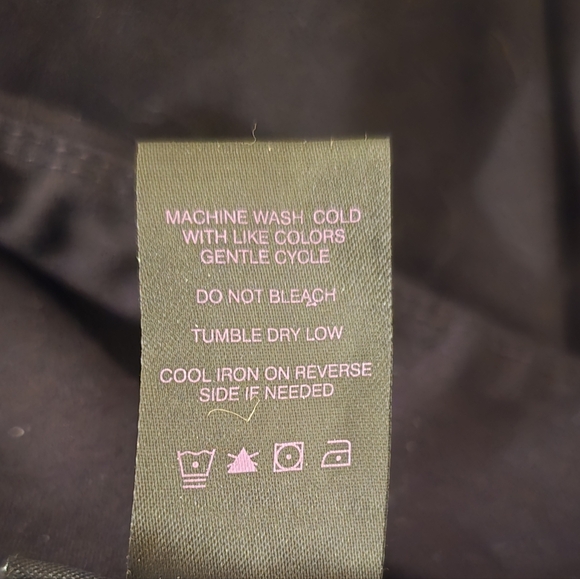 MACHINE WASH COLD
WITH LIKE COLORS
GENTLE CYCLE
DO NOT BLEACH
TUMBLE DRY LOW
COOL IRON ON REVERSE
SIDE IF NEEDED